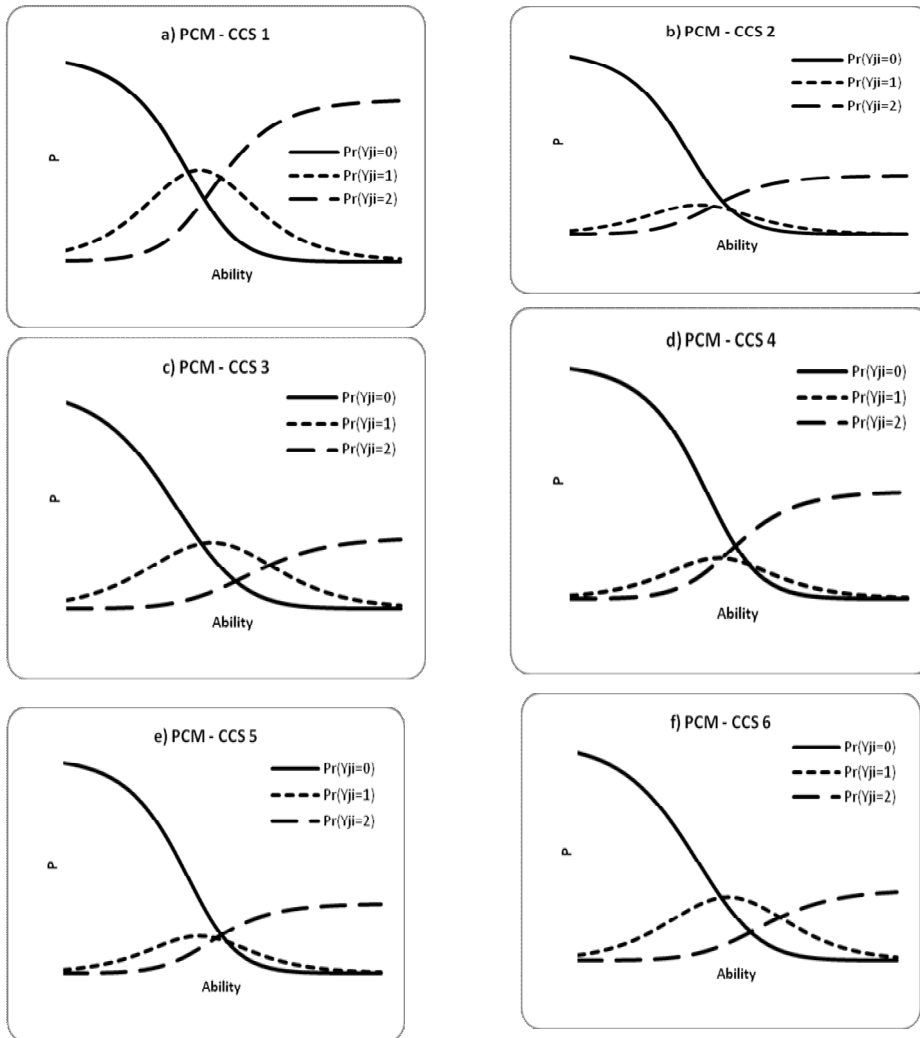 a) PCM - CCS 1
P
Pr(Yji=0)
Pr(Yji=1)
Pr(Yji=2)
Ability
b) PCM - CCS 2
Pr(Yji=0)
Pr(Yji=1)
Pr(Yji=2)
P
Ability
c) PCM - CCS 3
Pr(Yji=0)
Pr(Yji=1)
Pr(Yji=2)
P
Ability
d) PCM - CCS 4
Pr(Yji=0)
Pr(Yji=1)
Pr(Yji=2)
P
Ability
e) PCM - CCS 5
Pr(Yji=0)
Pr(Yji=1)
Pr(Yji=2)
P
Ability
f) PCM - CCS 6
Pr(Yji=0)
Pr(Yji=1)
Pr(Yji=2)
P
Ability